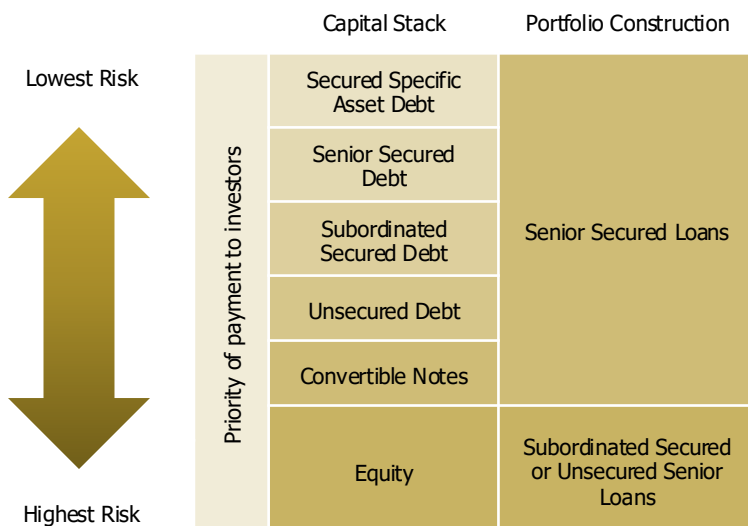 Capital Stack
Portfolio Construction
Lowest Risk
Highest Risk
Priority of payment to investors
Secured Specific
Asset Debt
Senior Secured
Debt
Subordinated
Secured Debt
Unsecured Debt
Convertible Notes
Equity
Senior Secured Loans
Subordinated Secured
or Unsecured Senior
Loans